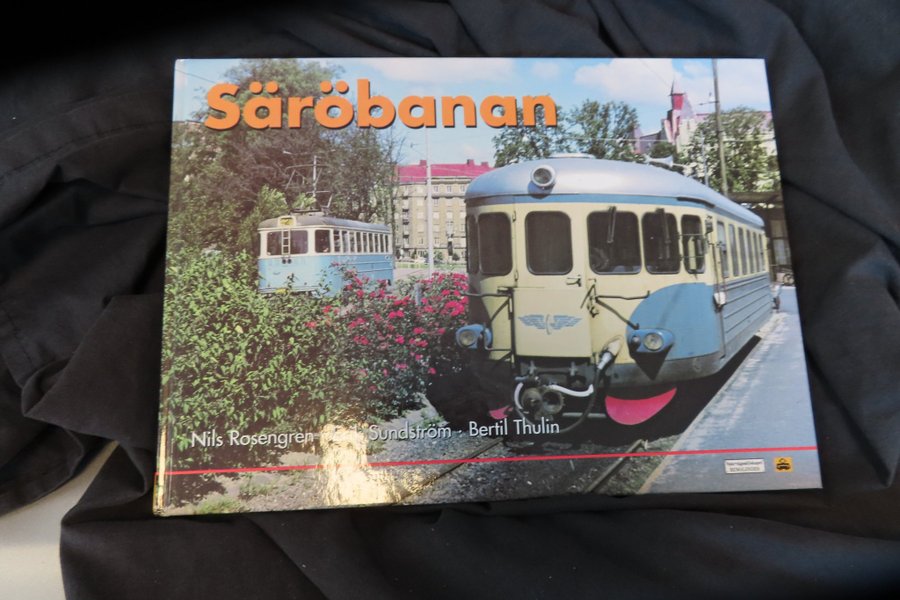 Säröbanan
Nils Rosengren Sundström · Bertil Thulin